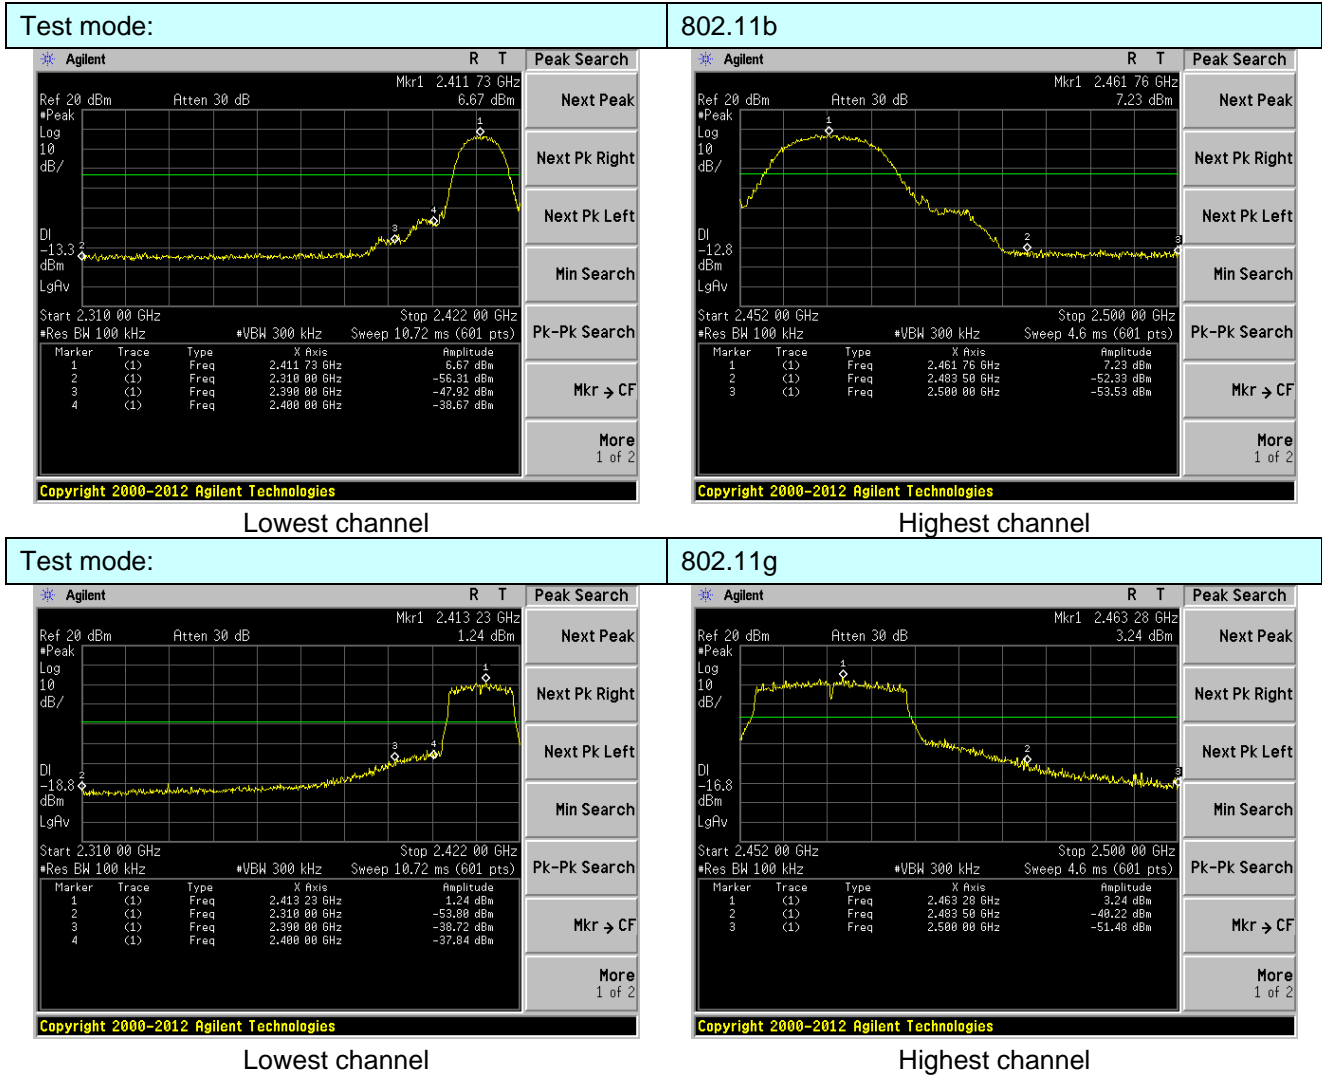 Test mode: 802.11b
Agilent R T Peak Search
Mkr1 2.411 73 GHz
Ref 20 dBm Atten 30 dB 6.67 dBm
#Peak
Log
10
dB/
DI
-13.3
dBm
LgAv
1
2
3
4
Start 2.310 00 GHz Stop 2.422 00 GHz
#Res BW 100 kHz #VBW 300 kHz Sweep 10.72 ms (601 pts)
Marker Trace Type X Axis Amplitude
1 (1) Freq 2.411 73 GHz 6.67 dBm
2 (1) Freq 2.310 00 GHz -56.31 dBm
3 (1) Freq 2.390 00 GHz -47.92 dBm
4 (1) Freq 2.400 00 GHz -38.67 dBm
Next Peak
Next Pk Right
Next Pk Left
Min Search
Pk-Pk Search
Mkr → CF
More
1 of 2
Copyright 2000-2012 Agilent Technologies
Lowest channel
Agilent R T Peak Search
Mkr1 2.461 76 GHz
Ref 20 dBm Atten 30 dB 7.23 dBm
#Peak
Log
10
dB/
DI
-12.8
dBm
LgAv
1
2
3
Start 2.452 00 GHz Stop 2.500 00 GHz
#Res BW 100 kHz #VBW 300 kHz Sweep 4.6 ms (601 pts)
Marker Trace Type X Axis Amplitude
1 (1) Freq 2.461 76 GHz 7.23 dBm
2 (1) Freq 2.483 50 GHz -52.33 dBm
3 (1) Freq 2.500 00 GHz -53.53 dBm
Next Peak
Next Pk Right
Next Pk Left
Min Search
Pk-Pk Search
Mkr → CF
More
1 of 2
Copyright 2000-2012 Agilent Technologies
Highest channel
Test mode: 802.11g
Agilent R T Peak Search
Mkr1 2.413 23 GHz
Ref 20 dBm Atten 30 dB 1.24 dBm
#Peak
Log
10
dB/
DI
-18.8
dBm
LgAv
1
2
3
4
Start 2.310 00 GHz Stop 2.422 00 GHz
#Res BW 100 kHz #VBW 300 kHz Sweep 10.72 ms (601 pts)
Marker Trace Type X Axis Amplitude
1 (1) Freq 2.413 23 GHz 1.24 dBm
2 (1) Freq 2.310 00 GHz -53.80 dBm
3 (1) Freq 2.390 00 GHz -38.72 dBm
4 (1) Freq 2.400 00 GHz -37.84 dBm
Next Peak
Next Pk Right
Next Pk Left
Min Search
Pk-Pk Search
Mkr → CF
More
1 of 2
Copyright 2000-2012 Agilent Technologies
Lowest channel
Agilent R T Peak Search
Mkr1 2.463 28 GHz
Ref 20 dBm Atten 30 dB 3.24 dBm
#Peak
Log
10
dB/
DI
-16.8
dBm
LgAv
1
2
3
Start 2.452 00 GHz Stop 2.500 00 GHz
#Res BW 100 kHz #VBW 300 kHz Sweep 4.6 ms (601 pts)
Marker Trace Type X Axis Amplitude
1 (1) Freq 2.463 28 GHz 3.24 dBm
2 (1) Freq 2.483 50 GHz -40.22 dBm
3 (1) Freq 2.500 00 GHz -51.48 dBm
Next Peak
Next Pk Right
Next Pk Left
Min Search
Pk-Pk Search
Mkr → CF
More
1 of 2
Copyright 2000-2012 Agilent Technologies
Highest channel